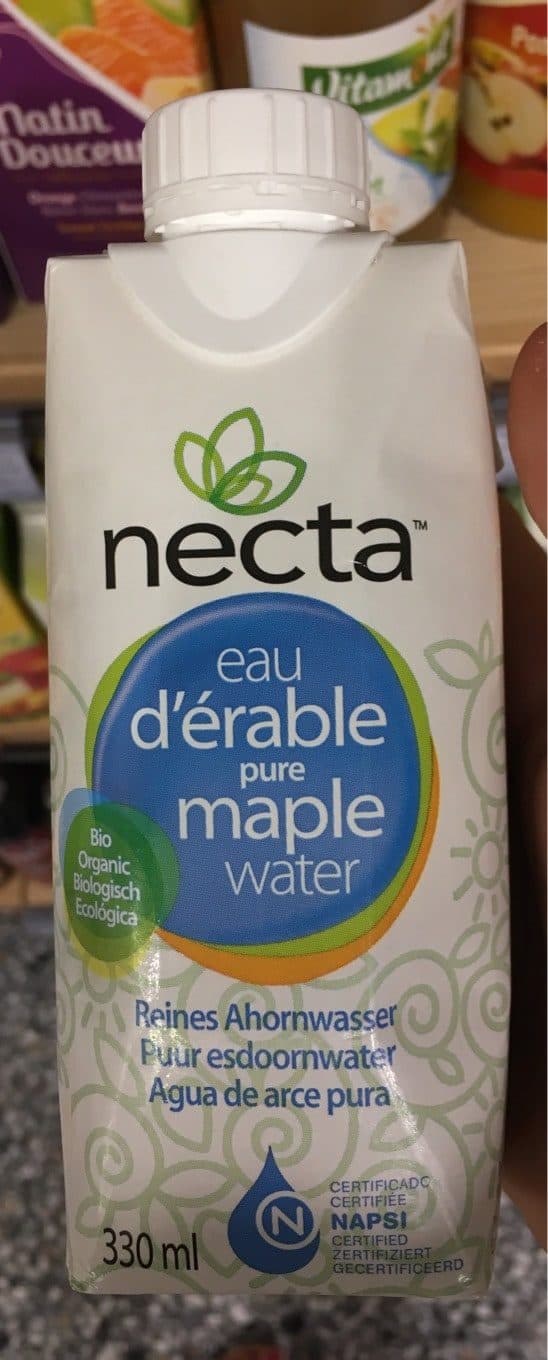 Matin
Douceur
Vitamont
necta™
eau
d'érable
pure
maple
water
Bio
Organic
Biologisch
Ecológica
Reines Ahornwasser
Puur esdoornwater
Agua de arce pura
330 ml
N
CERTIFICADO
CERTIFIÉE
NAPSI
CERTIFIED
ZERTIFIZIERT
GECERTIFICEERD